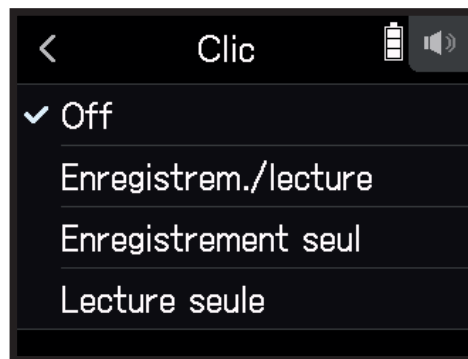 Clic
Off
Enregistrem./lecture
Enregistrement seul
Lecture seule